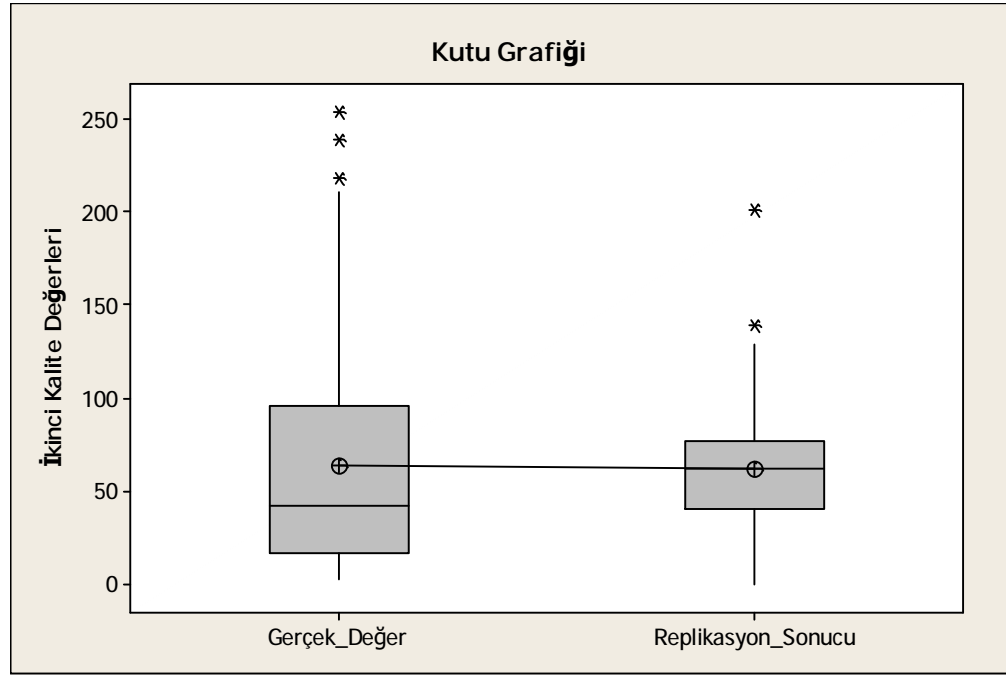 Kutu Grafiği
İkinci Kalite Değerleri
250
200
150
100
50
0
Gerçek_Değer
Replikasyon_Sonucu